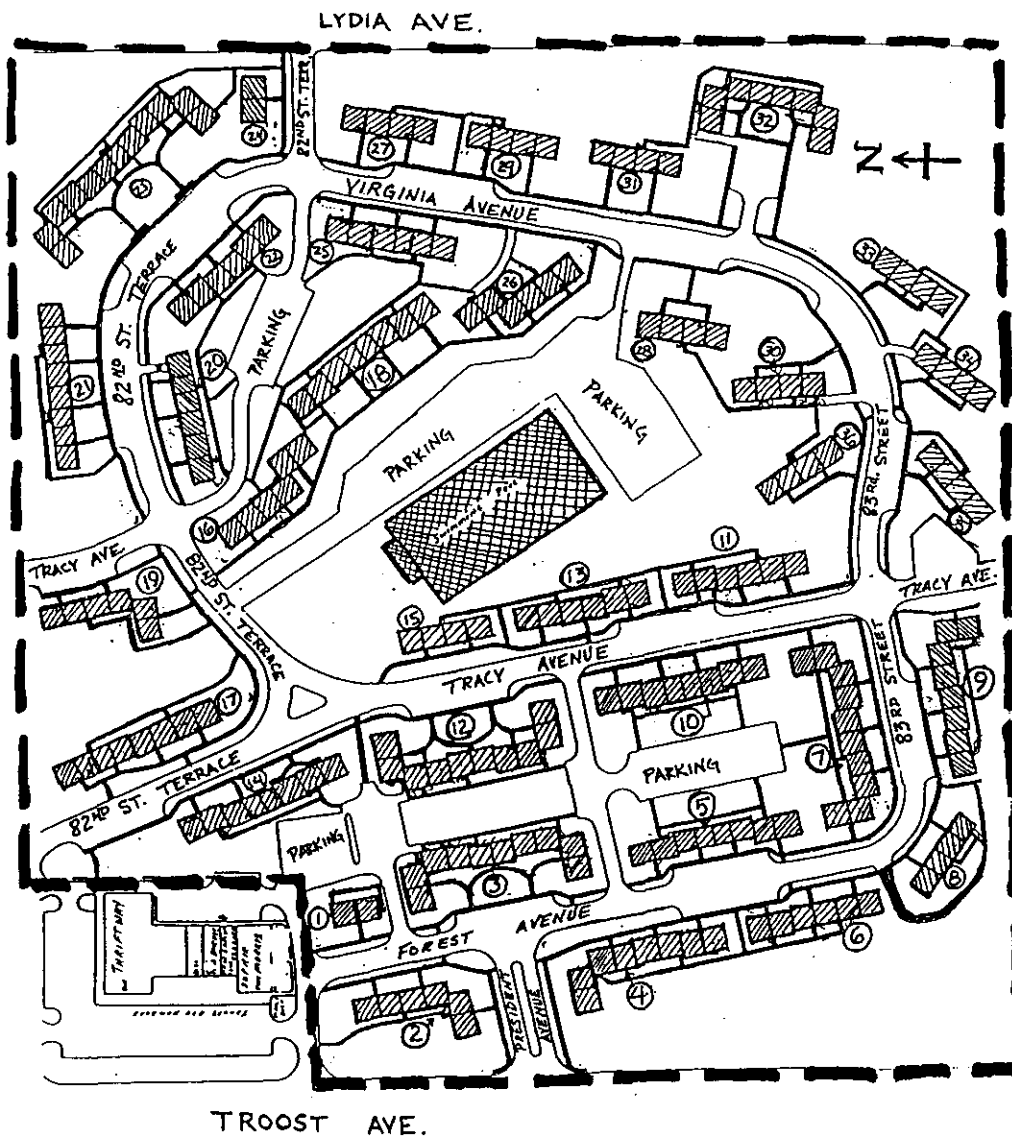 LYDIA AVE.
82ND ST. TERR.
24
27
29
31
32
N
23
VIRGINIA AVENUE
22
25
26
33
82ND ST. TERRACE
21
20
PARKING
18
28
30
34
PARKING
PARKING
16
83RD. STREET
TRACY AVE.
19
82ND ST. TERRACE
15
13
11
TRACY AVE.
TRACY AVENUE
17
12
10
7
83RD STREET
9
82ND ST. TERRACE
14
PARKING
5
PARKING
3
8
1
THRIFTWAY
FOREST AVENUE
6
4
2
PRESIDENT AVENUE
TROOST AVE.